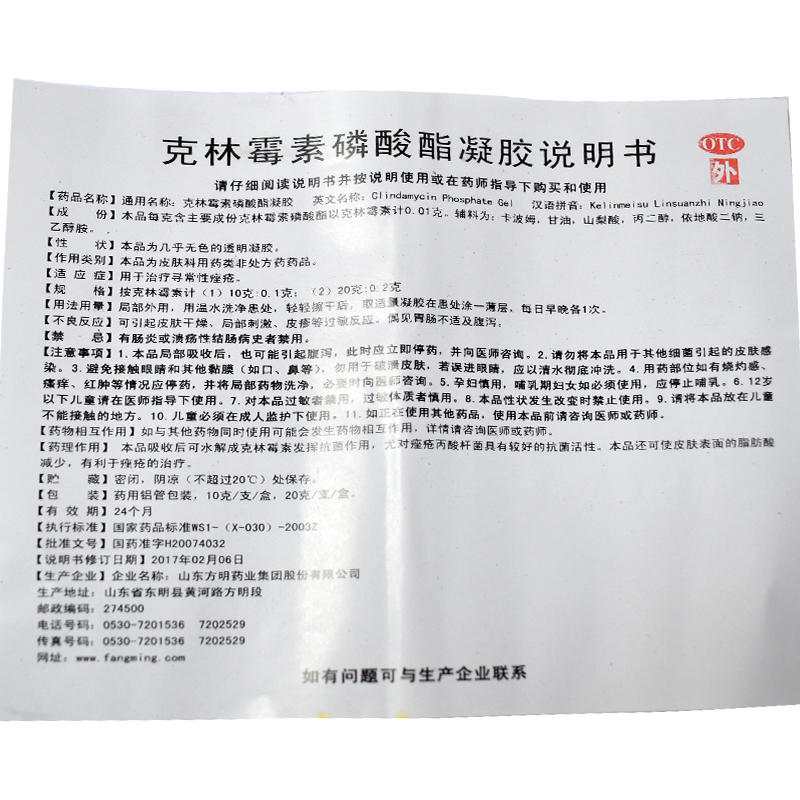 克林霉素磷酸酯凝胶说明书
OTC
外
请仔细阅读说明书并按说明使用或在药师指导下购买和使用
【药品名称】通用名称：克林霉素磷酸酯凝胶 英文名称：Clindamycin Phosphate Gel 汉语拼音：Kelinmeisu Linsuanzhi Ningjiao
【成 份】本品每克含主要成份克林霉素磷酸酯以克林霉素计0.01克。辅料为：卡波姆，甘油，山梨酸，丙二醇，依地酸二钠，三
乙醇胺。
【性 状】本品为几乎无色的透明凝胶。
【作用类别】本品为皮肤科用药类非处方药药品。
【适 应 症】用于治疗寻常性痤疮。
【规 格】按克林霉素计（1）10克:0.1克；（2）20克:0.2克
【用法用量】局部外用，用温水洗净患处，轻轻擦干后，取适量凝胶在患处涂一薄层，每日早晚各1次。
【不良反应】可引起皮肤干燥、局部刺激、皮疹等过敏反应。偶见胃肠不适及腹泻。
【禁 忌】有肠炎或溃疡性结肠病史者禁用。
【注意事项】1.本品局部吸收后，也可能引起腹泻，此时应立即停药，并向医师咨询。2.请勿将本品用于其他细菌引起的皮肤感
染。3.避免接触眼睛和其他黏膜（如口、鼻等），勿用于破溃皮肤，若误进眼睛，应以清水彻底冲洗。4.用药部位如有烧灼感、
瘙痒、红肿等情况应停药，并将局部药物洗净，必要时向医师咨询。5.孕妇慎用，哺乳期妇女如必须使用，应停止哺乳。6.12岁
以下儿童请在医师指导下使用。7.对本品过敏者禁用，过敏体质者慎用。8.本品性状发生改变时禁止使用。9.请将本品放在儿童
不能接触的地方。10.儿童必须在成人监护下使用。11.如正在使用其他药品，使用本品前请咨询医师或药师。
【药物相互作用】如与其他药物同时使用可能会发生药物相互作用，详情请咨询医师或药师。
【药理作用】 本品吸收后可水解成克林霉素发挥抗菌作用，尤对痤疮丙酸杆菌具有较好的抗菌活性。本品还可使皮肤表面的脂肪酸
减少，有利于痤疮的治疗。
【贮 藏】密闭，阴凉（不超过20℃）处保存。
【包 装】药用铝管包装，10克/支/盒，20克/支/盒。
【有 效 期】24个月
【执行标准】国家药品标准WS1-（X-030）-2003Z
【批准文号】国药准字H20074032
【说明书修订日期】2017年02月06日
【生产企业】企业名称：山东方明药业集团股份有限公司
生产地址：山东省东明县黄河路方明段
邮政编码：274500
电话号码：0530-7201536 7202529
传真号码：0530-7201536 7202529
网址：www.fangming.com
如有问题可与生产企业联系